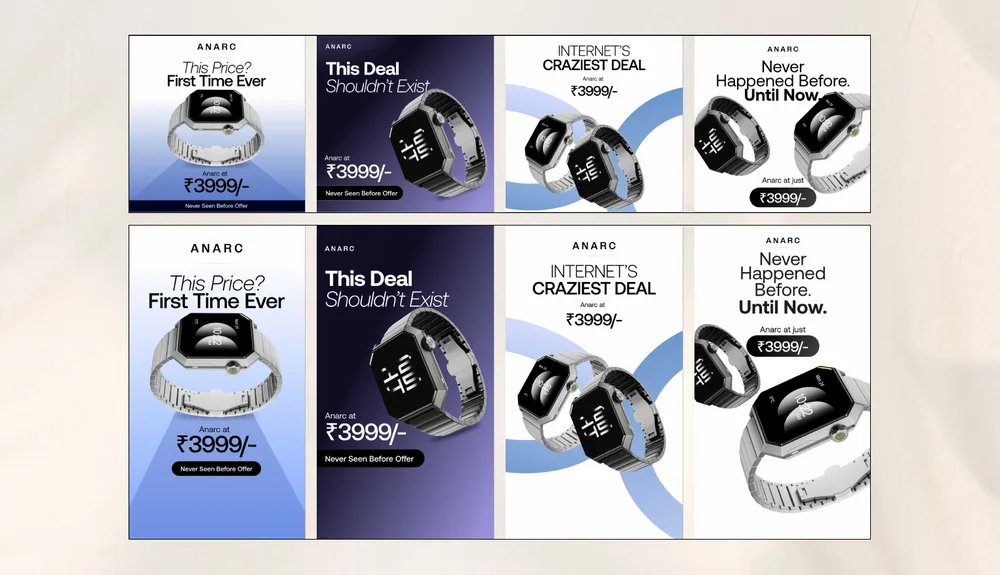 ANARC
This Price?
First Time Ever
Anarc at
₹3999/-
Never Seen Before Offer
ANARC
This Deal
Shouldn't Exist
Anarc at
₹3999/-
Never Seen Before Offer
INTERNET'S
CRAZIEST DEAL
Anarc at
₹3999/-
ANARC
Never
Happened Before.
Until Now.
Anarc at just
₹3999/-
ANARC
This Price?
First Time Ever
10:22
Anarc at
₹3999/-
Never Seen Before Offer
ANARC
This Deal
Shouldn't Exist
Anarc at
₹3999/-
Never Seen Before Offer
ANARC
INTERNET'S
CRAZIEST DEAL
Anarc at
₹3999/-
ANARC
Never
Happened
Before.
Until Now.
Anarc at just
₹3999/-
10:22